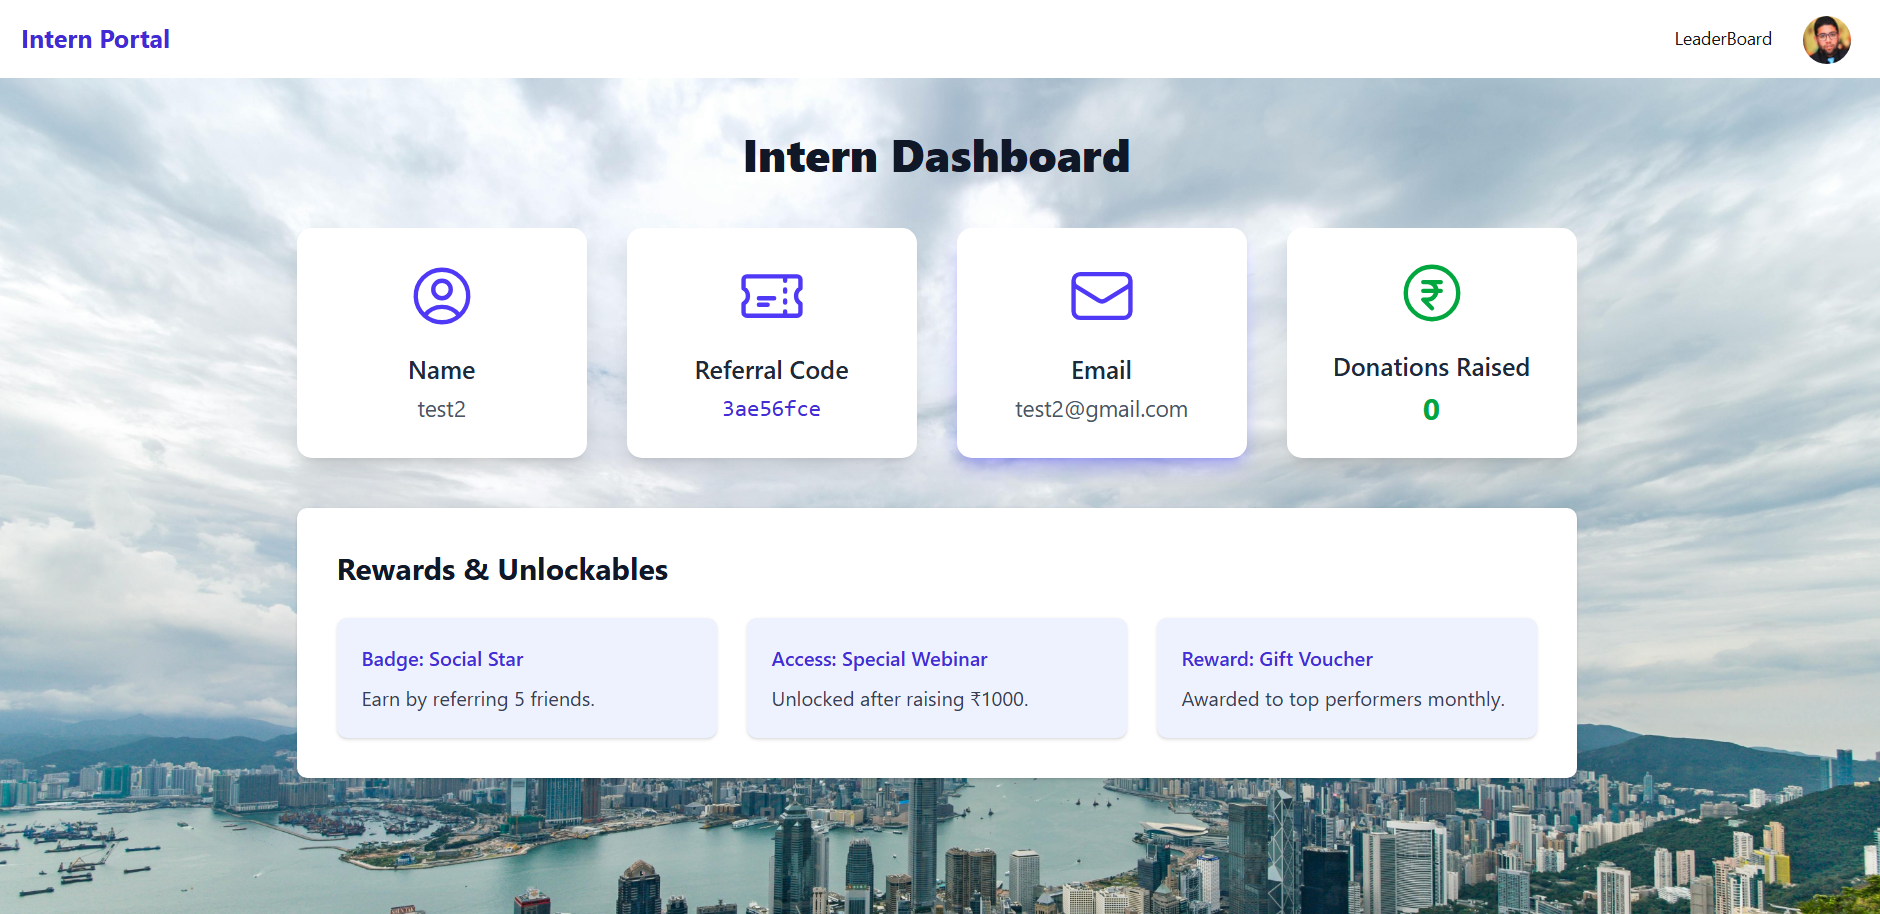 Intern Portal
LeaderBoard
Intern Dashboard
Name
test2
Referral Code
3ae56fce
Email
test2@gmail.com
Donations Raised
0
Rewards & Unlockables
Badge: Social Star
Earn by referring 5 friends.
Access: Special Webinar
Unlocked after raising ₹1000.
Reward: Gift Voucher
Awarded to top performers monthly.